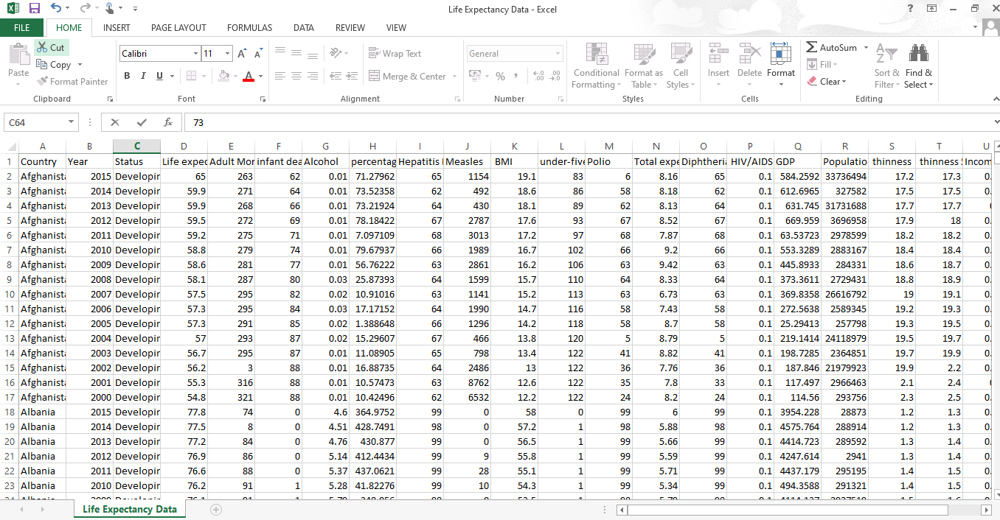 Life Expectancy Data - Excel
FILE HOME INSERT PAGE LAYOUT FORMULAS DATA REVIEW VIEW
Cut
Copy
Format Painter
Paste
Clipboard
Calibri 11
B I U
Font
Wrap Text
Merge & Center
Alignment
General
% ,
Number
Conditional Formatting
Format as Table
Cell Styles
Styles
Insert Delete Format
Cells
AutoSum
Fill
Clear
Sort & Filter
Find & Select
Editing
C64 fx 73
A B C D E F G H I J K L M N O P Q R S T U
1 Country Year Status Life expec Adult Mor infant dea Alcohol percentag Hepatitis Measles BMI under-five Polio Total expe Diphtheria HIV/AIDS GDP Populatio thinness thinness Incom
2 Afghanista 2015 Developin 65 263 62 0.01 71.27962 65 1154 19.1 83 6 8.16 65 0.1 584.2592 33736494 17.2 17.3 0.
3 Afghanista 2014 Developin 59.9 271 64 0.01 73.52358 62 492 18.6 86 58 8.18 62 0.1 612.6965 327582 17.5 17.5 0.
4 Afghanista 2013 Developin 59.9 268 66 0.01 73.21924 64 430 18.1 89 62 8.13 64 0.1 631.745 31731688 17.7 17.7
5 Afghanista 2012 Developin 59.5 272 69 0.01 78.18422 67 2787 17.6 93 67 8.52 67 0.1 669.959 3696958 17.9 18 0.
6 Afghanista 2011 Developin 59.2 275 71 0.01 7.097109 68 3013 17.2 97 68 7.87 68 0.1 63.53723 2978599 18.2 18.2 0.
7 Afghanista 2010 Developin 58.8 279 74 0.01 79.67937 66 1989 16.7 102 66 9.2 66 0.1 553.3289 2883167 18.4 18.4 0.
8 Afghanista 2009 Developin 58.6 281 77 0.01 56.76222 63 2861 16.2 106 63 9.42 63 0.1 445.8933 284331 18.6 18.7 0.
9 Afghanista 2008 Developin 58.1 287 80 0.03 25.87393 64 1599 15.7 110 64 8.33 64 0.1 373.3611 2729431 18.8 18.9 0.
10 Afghanista 2007 Developin 57.5 295 82 0.02 10.91016 63 1141 15.2 113 63 6.73 63 0.1 369.8358 26616792 19 19.1 0.
11 Afghanista 2006 Developin 57.3 295 84 0.03 17.17152 64 1990 14.7 116 58 7.43 58 0.1 272.5638 2589345 19.2 19.3 0.
12 Afghanista 2005 Developin 57.3 291 85 0.02 1.388648 66 1296 14.2 118 58 8.7 58 0.1 25.29413 257798 19.3 19.5 0.
13 Afghanista 2004 Developin 57 293 87 0.02 15.29607 67 466 13.8 120 5 8.79 5 0.1 219.1414 24118979 19.5 19.7 0.
14 Afghanista 2003 Developin 56.7 295 87 0.01 11.08905 65 798 13.4 122 41 8.82 41 0.1 198.7285 2364851 19.7 19.9 0.
15 Afghanista 2002 Developin 56.2 3 88 0.01 16.88735 64 2486 13 122 36 7.76 36 0.1 187.846 21979923 19.9 2.2 0.
16 Afghanista 2001 Developin 55.3 316 88 0.01 10.57473 63 8762 12.6 122 35 7.8 33 0.1 117.497 2966463 2.1 2.4
17 Afghanista 2000 Developin 54.8 321 88 0.01 10.42496 62 6532 12.2 122 24 8.2 24 0.1 114.56 293756 2.3 2.5 0.
18 Albania 2015 Developin 77.8 74 0 4.6 364.9752 99 0 58 0 99 6 99 0.1 3954.228 28873 1.2 1.3 0.
19 Albania 2014 Developin 77.5 8 0 4.51 428.7491 98 0 57.2 1 98 5.88 98 0.1 4575.764 288914 1.2 1.3 0.
20 Albania 2013 Developin 77.2 84 0 4.76 430.877 99 0 56.5 1 99 5.66 99 0.1 4414.723 289592 1.3 1.4 0.
21 Albania 2012 Developin 76.9 86 0 5.14 412.4434 99 9 55.8 1 99 5.59 99 0.1 4247.614 2941 1.3 1.4 0.
22 Albania 2011 Developin 76.6 88 0 5.37 437.0621 99 28 55.1 1 99 5.71 99 0.1 4437.179 295195 1.4 1.5 0.
23 Albania 2010 Developin 76.2 91 1 5.28 41.82276 99 10 54.3 1 99 5.34 99 0.1 494.3588 291321 1.4 1.5 0.
Life Expectancy Data